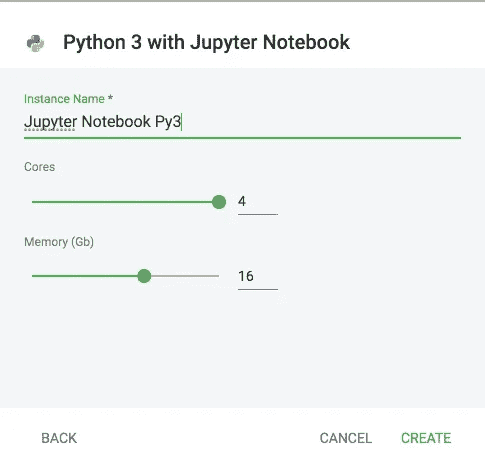 Python 3 with Jupyter Notebook
Instance Name *
Jupyter Notebook Py3
Cores
4
Memory (Gb)
16
BACK CANCEL CREATE